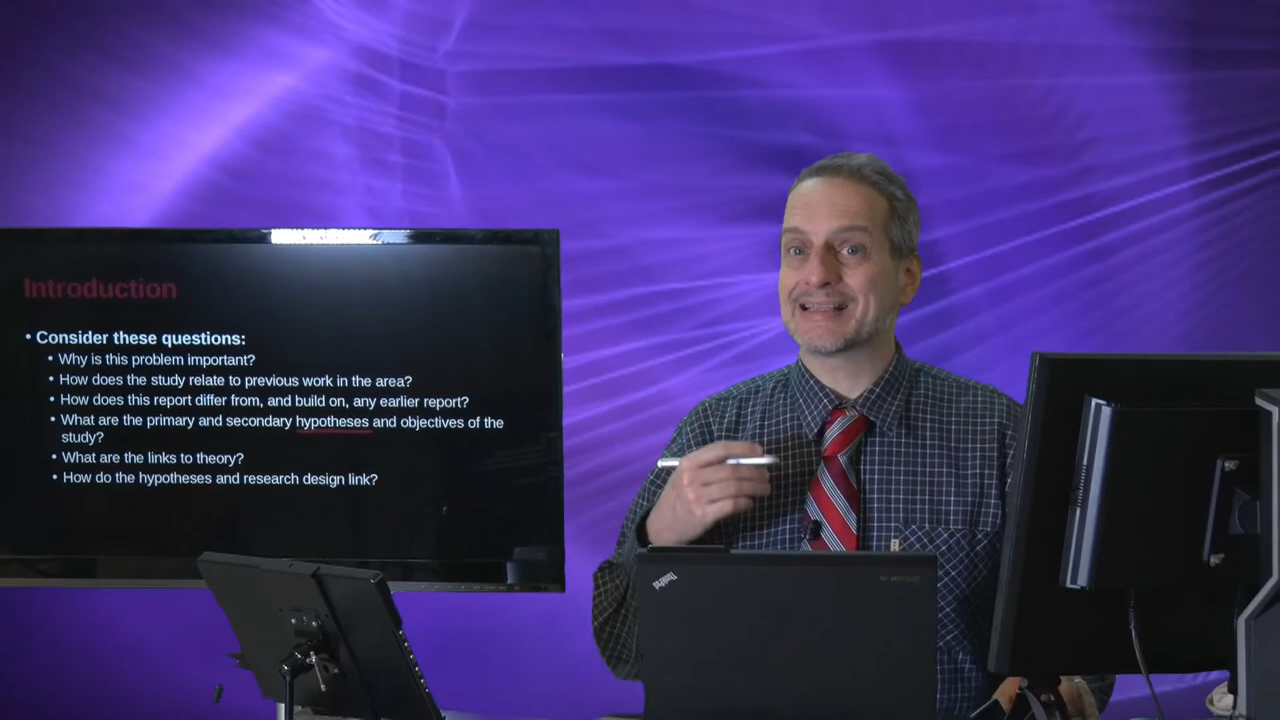 Introduction
• Consider these questions:
• Why is this problem important?
• How does the study relate to previous work in the area?
• How does this report differ from, and build on, any earlier report?
• What are the primary and secondary hypotheses and objectives of the
study?
• What are the links to theory?
• How do the hypotheses and research design link?
ThinkPad